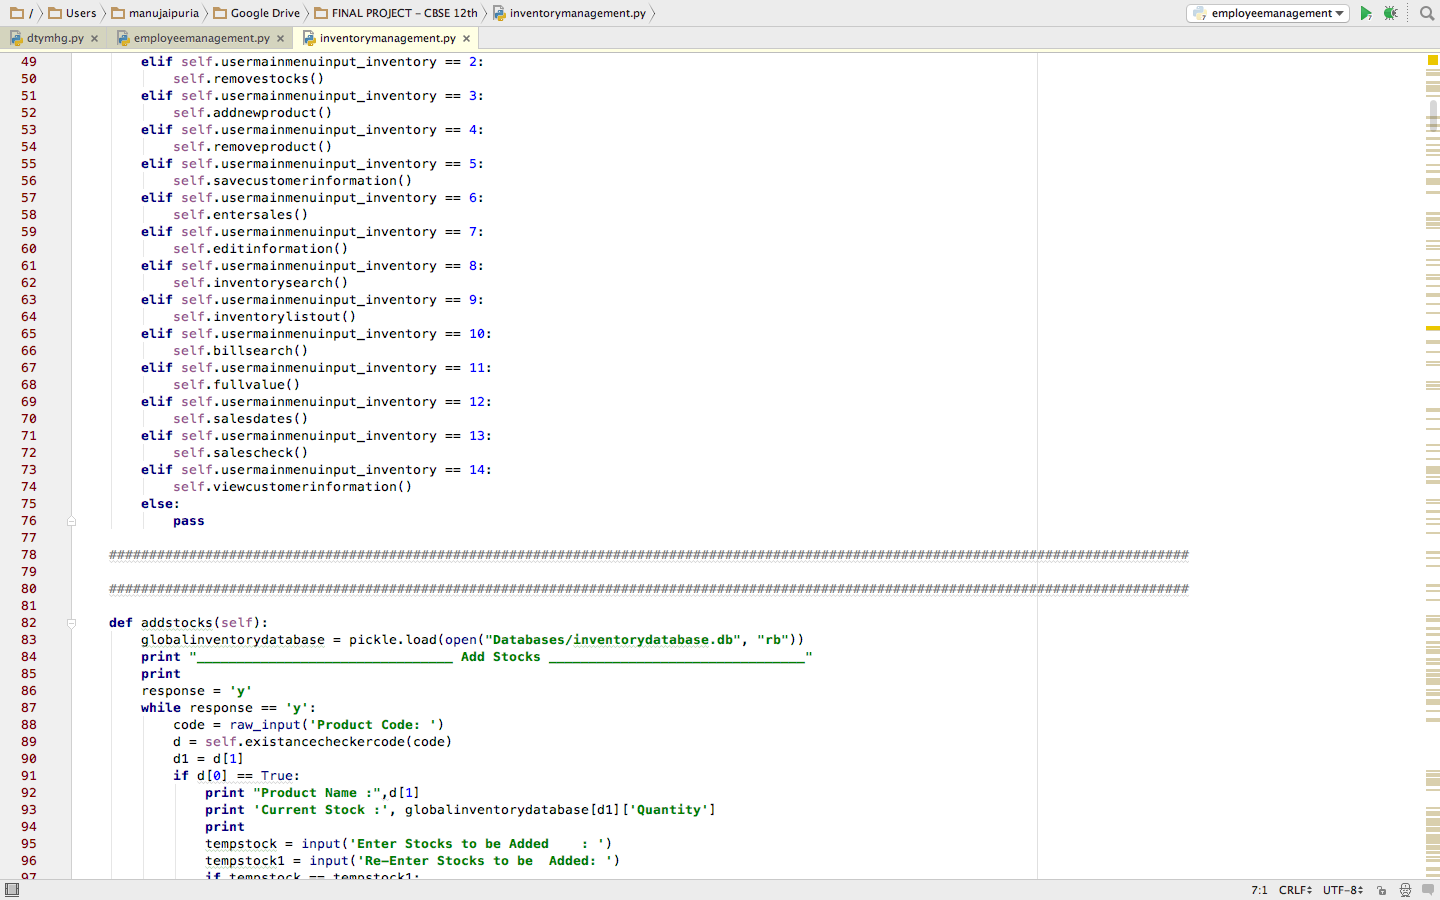 / Users manujaipuria Google Drive FINAL PROJECT – CBSE 12th inventorymanagement.py employeemanagement
dtymhg.py employeemanagement.py inventorymanagement.py
49 elif self.usermainmenuinput_inventory == 2:
50 self.removestocks()
51 elif self.usermainmenuinput_inventory == 3:
52 self.addnewproduct()
53 elif self.usermainmenuinput_inventory == 4:
54 self.removeproduct()
55 elif self.usermainmenuinput_inventory == 5:
56 self.savecustomerinformation()
57 elif self.usermainmenuinput_inventory == 6:
58 self.entersales()
59 elif self.usermainmenuinput_inventory == 7:
60 self.editinformation()
61 elif self.usermainmenuinput_inventory == 8:
62 self.inventorysearch()
63 elif self.usermainmenuinput_inventory == 9:
64 self.inventorylistout()
65 elif self.usermainmenuinput_inventory == 10:
66 self.billsearch()
67 elif self.usermainmenuinput_inventory == 11:
68 self.fullvalue()
69 elif self.usermainmenuinput_inventory == 12:
70 self.salesdates()
71 elif self.usermainmenuinput_inventory == 13:
72 self.salescheck()
73 elif self.usermainmenuinput_inventory == 14:
74 self.viewcustomerinformation()
75 else:
76 pass
77
78 #######################################################################################################################################
79
80 #######################################################################################################################################
81
82 def addstocks(self):
83 globalinventorydatabase = pickle.load(open("Databases/inventorydatabase.db", "rb"))
84 print "________________________________ Add Stocks ________________________________"
85 print
86 response = 'y'
87 while response == 'y':
88 code = raw_input('Product Code: ')
89 d = self.existancecheckercode(code)
90 d1 = d[1]
91 if d[0] == True:
92 print "Product Name :",d[1]
93 print 'Current Stock :', globalinventorydatabase[d1]['Quantity']
94 print
95 tempstock = input('Enter Stocks to be Added    : ')
96 tempstock1 = input('Re-Enter Stocks to be  Added: ')
97 if tempstock == tempstock1:
7:1 CRLF UTF-8